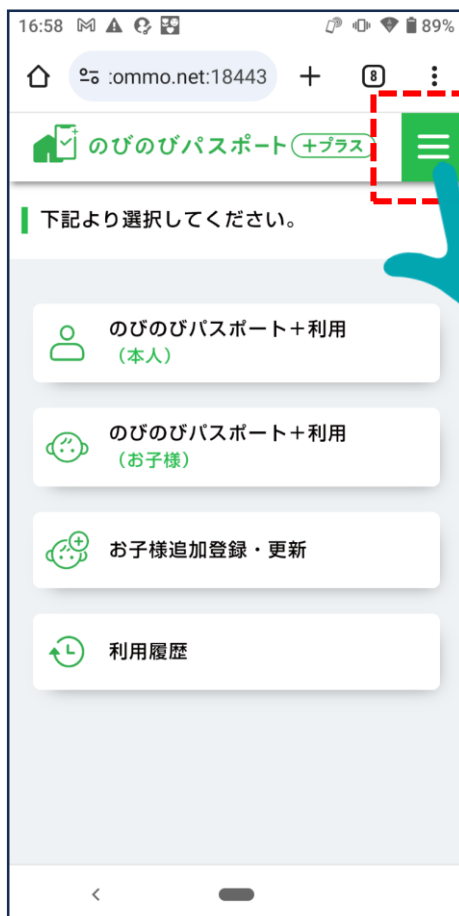 16:58
89%
:ommo.net:18443
8
のびのびパスポート +プラス
下記より選択してください。
のびのびパスポート+利用
(本人)
のびのびパスポート+利用
(お子様)
お子様追加登録・更新
利用履歴